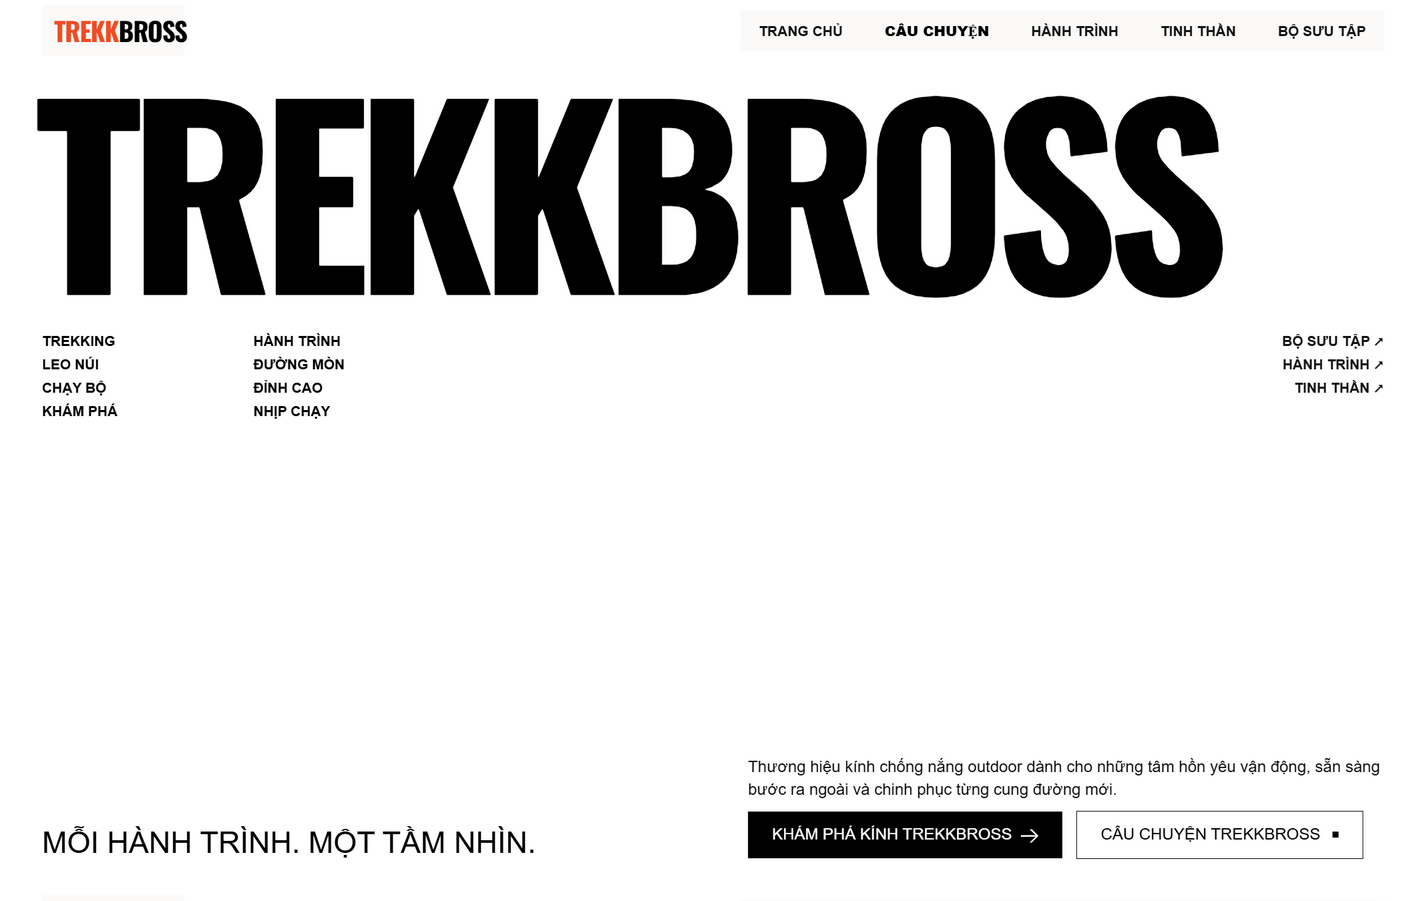 TREKKBROSS
TRANG CHỦ
CÂU CHUYỆN
HÀNH TRÌNH
TINH THẦN
BỘ SƯU TẬP
TREKKBROSS
TREKKING
LEO NÚI
CHẠY BỘ
KHÁM PHÁ
HÀNH TRÌNH
ĐƯỜNG MÒN
ĐỈNH CAO
NHỊP CHẠY
BỘ SƯU TẬP ↗
HÀNH TRÌNH ↗
TINH THẦN ↗
Thương hiệu kính chống nắng outdoor dành cho những tâm hồn yêu vận động, sẵn sàng
bước ra ngoài và chinh phục từng cung đường mới.
MỖI HÀNH TRÌNH. MỘT TẦM NHÌN.
KHÁM PHÁ KÍNH TREKKBROSS →
CÂU CHUYỆN TREKKBROSS ▪